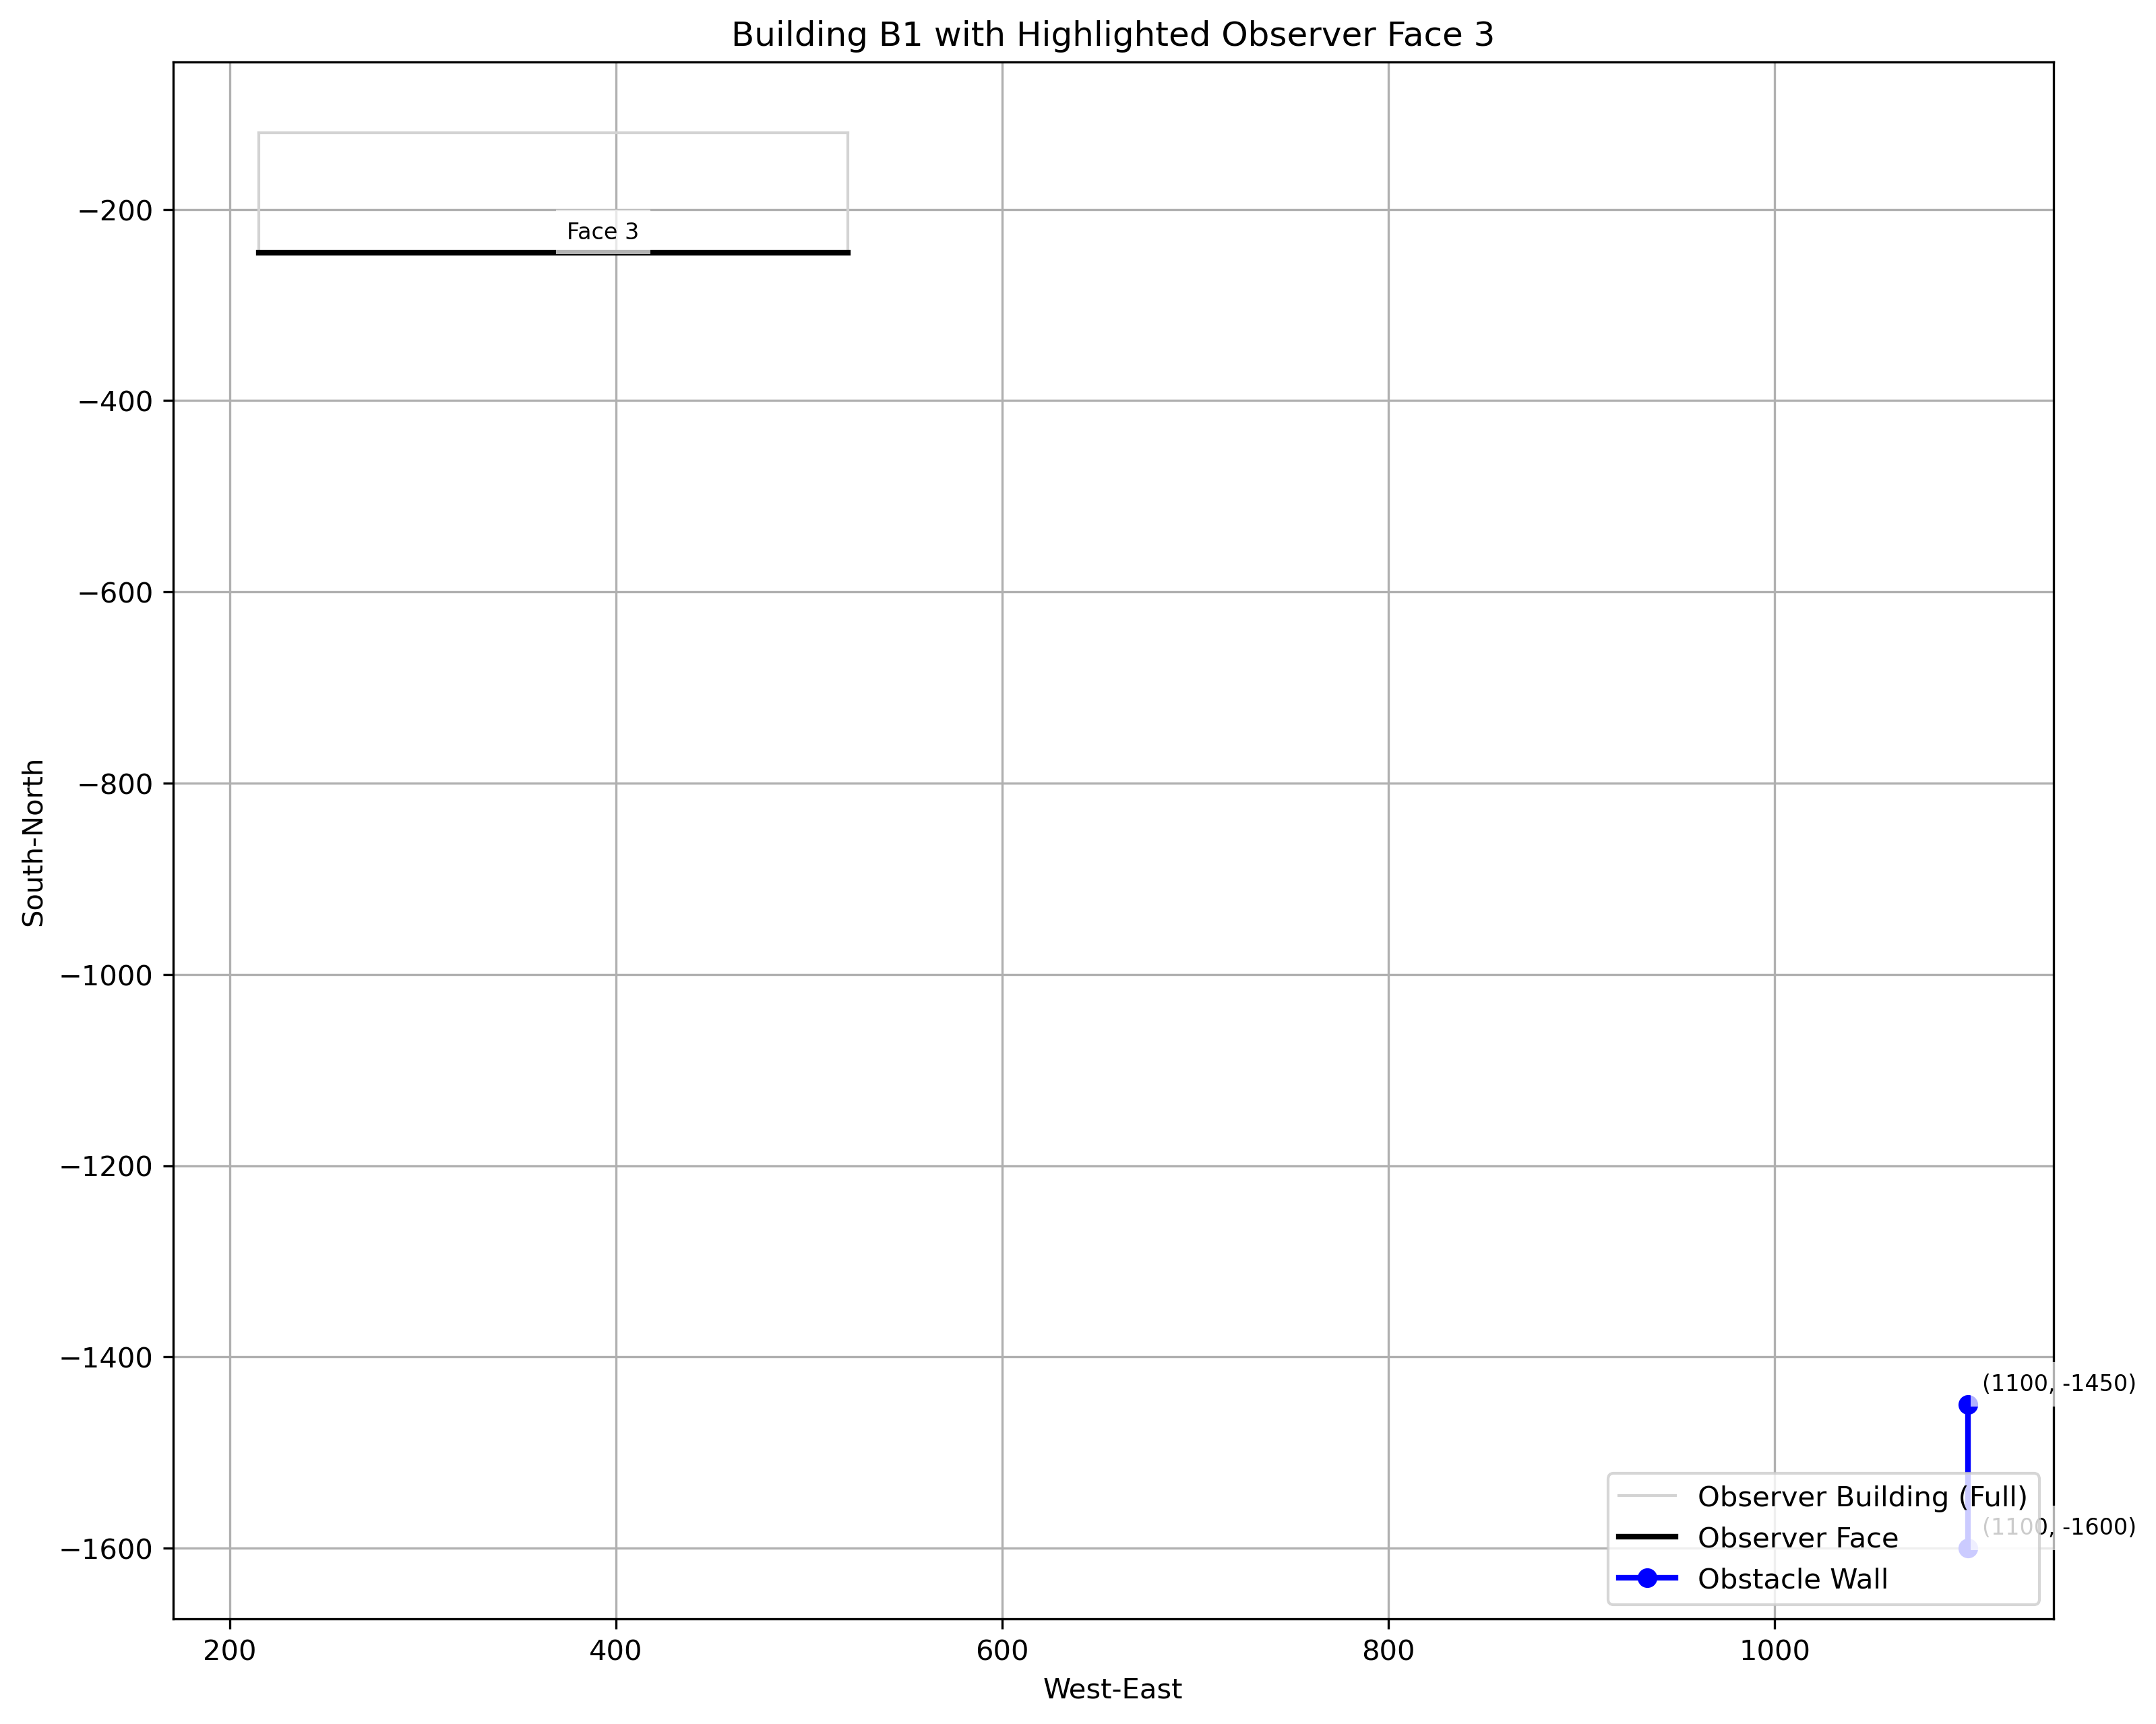 Building B1 with Highlighted Observer Face 3
Face 3
−200
−400
−600
−800
−1000
−1200
−1400
−1600
South-North
(1100, -1450)
(1100, -1600)
Observer Building (Full)
Observer Face
Obstacle Wall
200
400
600
800
1000
West-East